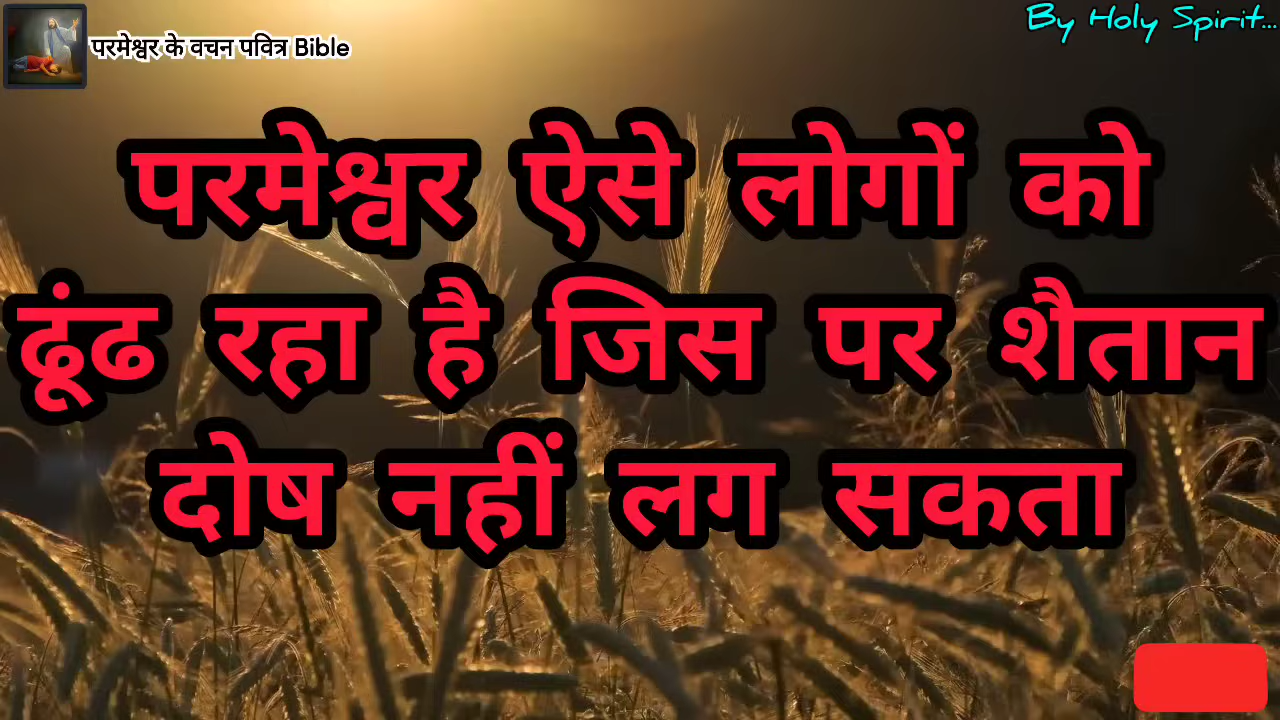 By Holy Spirit...
परमेश्वर के वचन पवित्र Bible
परमेश्वर ऐसे लोगों को
ढूंढ रहा है जिस पर शैतान
दोष नहीं लग सकता